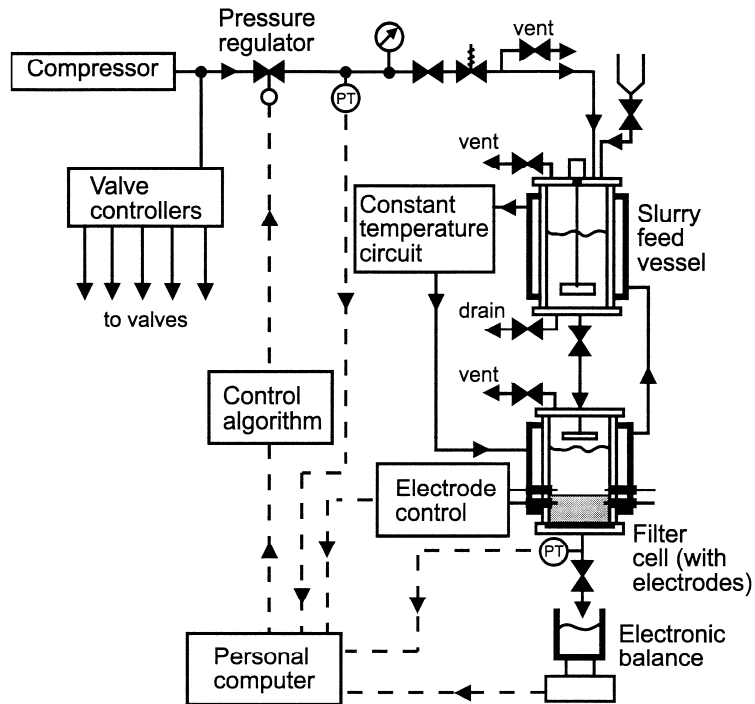 Pressure
regulator
vent
Compressor
PT
Valve
controllers
vent
Constant
temperature
circuit
Slurry
feed
vessel
to valves
drain
vent
Control
algorithm
Electrode
control
PT
Filter
cell (with
electrodes)
Personal
computer
Electronic
balance